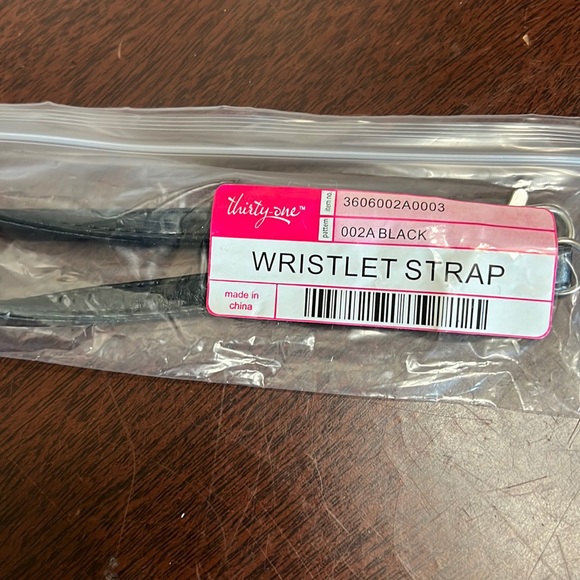 thirty-one™
item no. 3606002A0003
pattern 002A BLACK
WRISTLET STRAP
made in
china